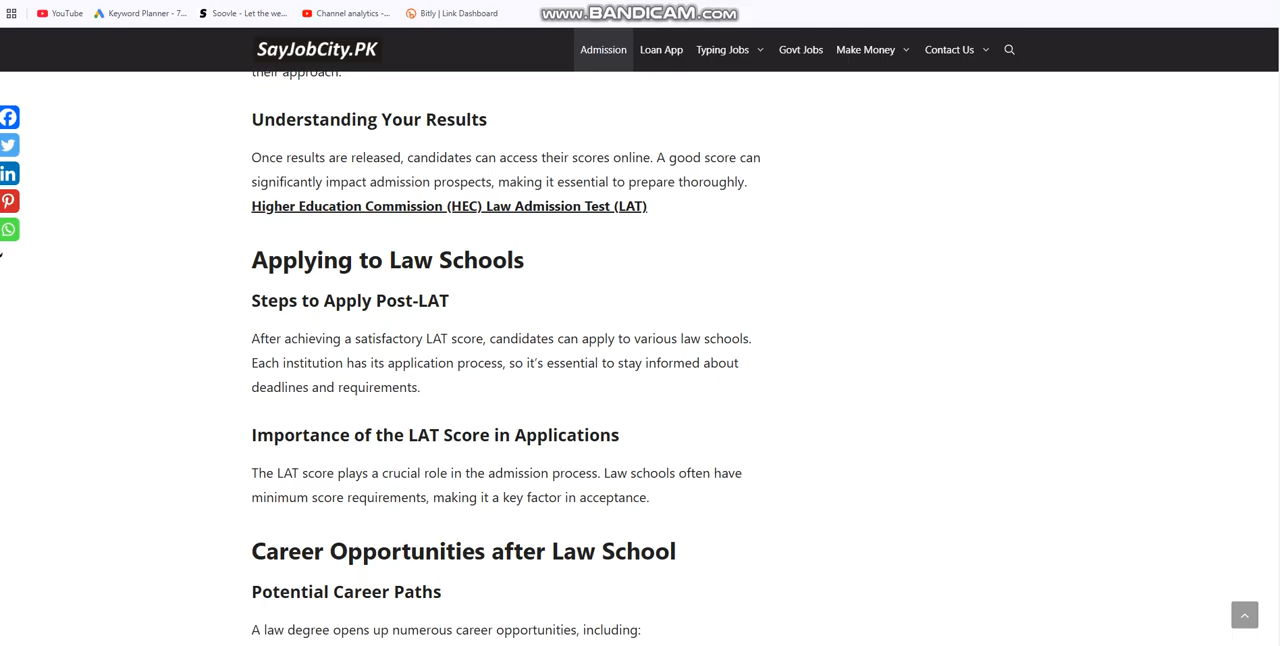 YouTube
Keyword Planner - 7...
Soovle - Let the we...
Channel analytics -...
Bitly | Link Dashboard
www.BANDICAM.com
SayJobCity.PK
Admission
Loan App
Typing Jobs
Govt Jobs
Make Money
Contact Us
their approach.
Understanding Your Results
Once results are released, candidates can access their scores online. A good score can
significantly impact admission prospects, making it essential to prepare thoroughly.
Higher Education Commission (HEC) Law Admission Test (LAT)
Applying to Law Schools
Steps to Apply Post-LAT
After achieving a satisfactory LAT score, candidates can apply to various law schools.
Each institution has its application process, so it’s essential to stay informed about
deadlines and requirements.
Importance of the LAT Score in Applications
The LAT score plays a crucial role in the admission process. Law schools often have
minimum score requirements, making it a key factor in acceptance.
Career Opportunities after Law School
Potential Career Paths
A law degree opens up numerous career opportunities, including: